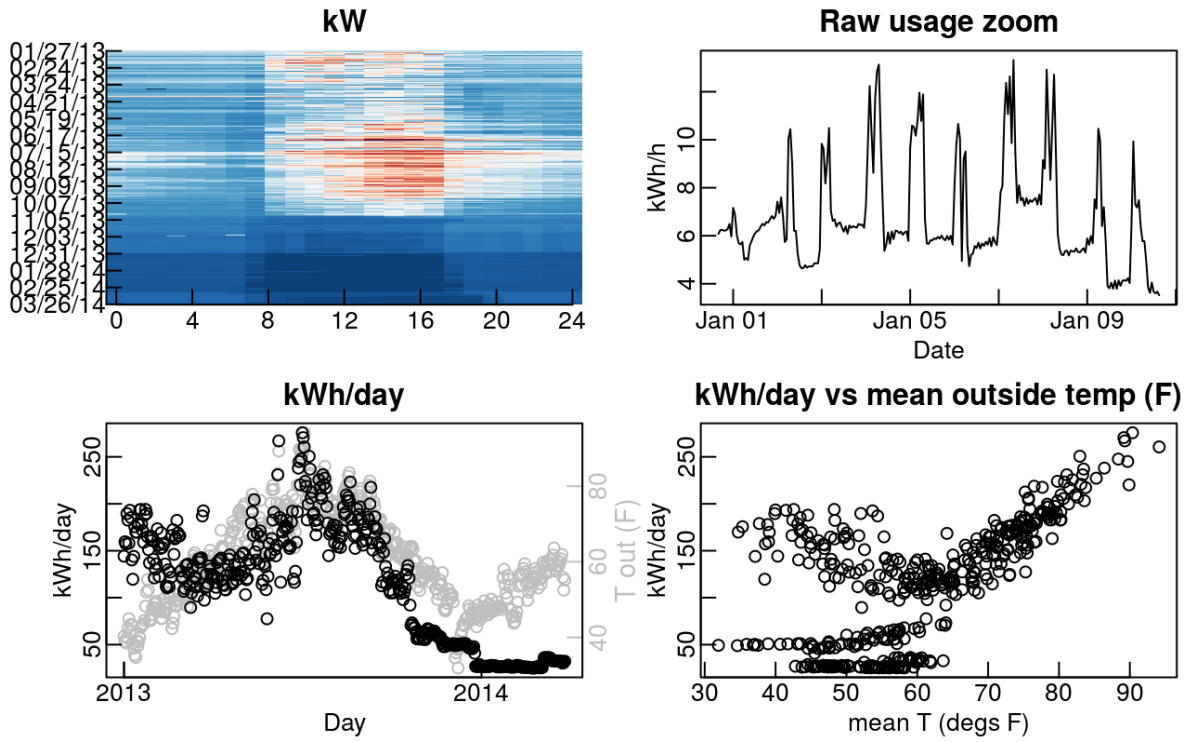 kW
01/27/13
02/24/13
03/24/13
04/21/13
05/19/13
06/17/13
07/15/13
08/12/13
09/09/13
10/07/13
11/05/13
12/03/13
12/31/13
01/28/14
02/25/14
03/26/14
0 4 8 12 16 20 24
Raw usage zoom
kWh/h
10
8
6
4
Jan 01 Jan 05 Jan 09
Date
kWh/day
kWh/day
250
150
50
80
60
40
T out (F)
2013 2014
Day
kWh/day vs mean outside temp (F)
kWh/day
250
150
50
30 40 50 60 70 80 90
mean T (degs F)